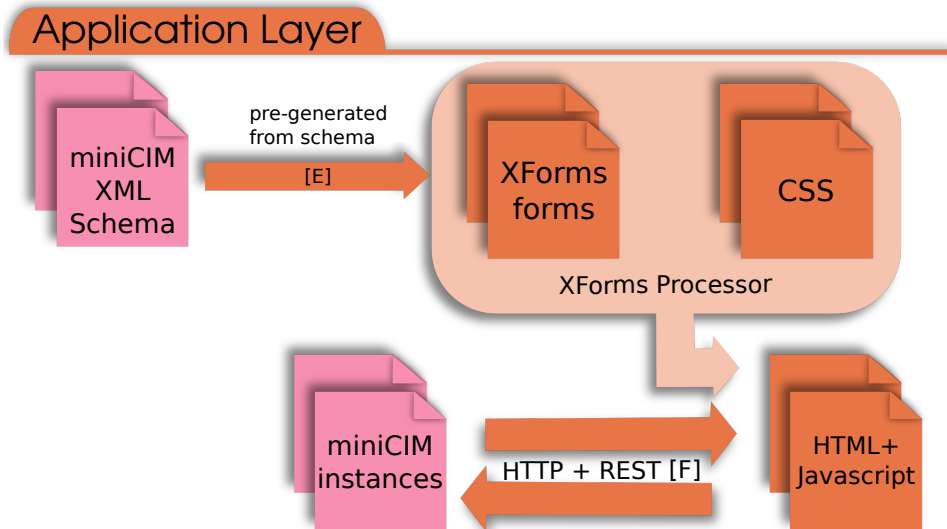 Application Layer
pre-generated
from schema
[E]
miniCIM
XML
Schema
XForms
forms
CSS
XForms Processor
miniCIM
instances
HTTP + REST [F]
HTML+
Javascript